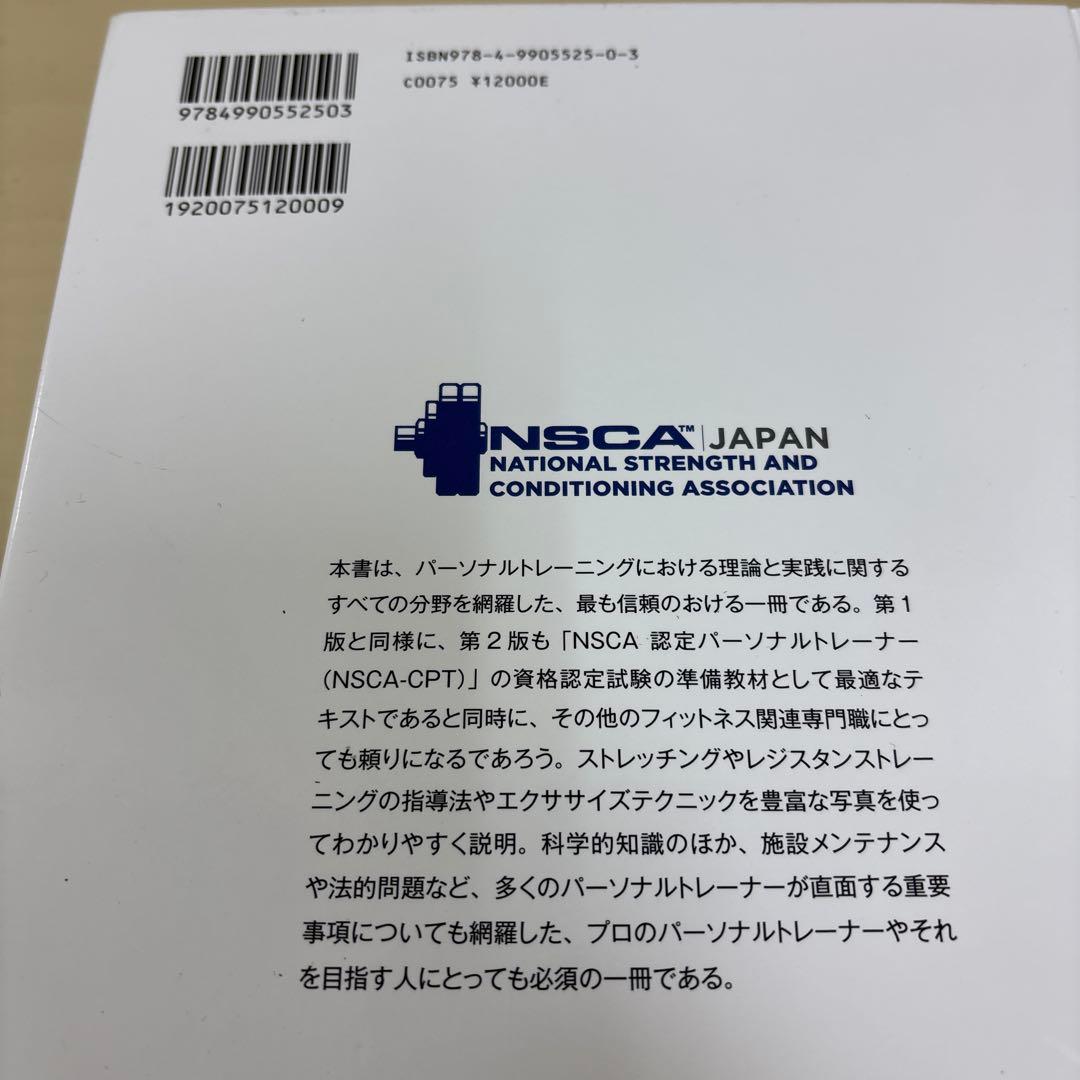 ISBN978-4-9905525-0-3
C0075 ¥12000E
9784990552503
1920075120009
NSCA™ JAPAN
NATIONAL STRENGTH AND
CONDITIONING ASSOCIATION
本書は、パーソナルトレーニングにおける理論と実践に関する
すべての分野を網羅した、最も信頼のおける一冊である。第1
版と同様に、第2版も「NSCA 認定パーソナルトレーナー
(NSCA-CPT)」の資格認定試験の準備教材として最適なテ
キストであると同時に、その他のフィットネス関連専門職にとっ
ても頼りになるであろう。ストレッチングやレジスタンストレー
ニングの指導法やエクササイズテクニックを豊富な写真を使っ
てわかりやすく説明。科学的知識のほか、施設メンテナンス
や法的問題など、多くのパーソナルトレーナーが直面する重要
事項についても網羅した、プロのパーソナルトレーナーやそれ
を目指す人にとっても必須の一冊である。